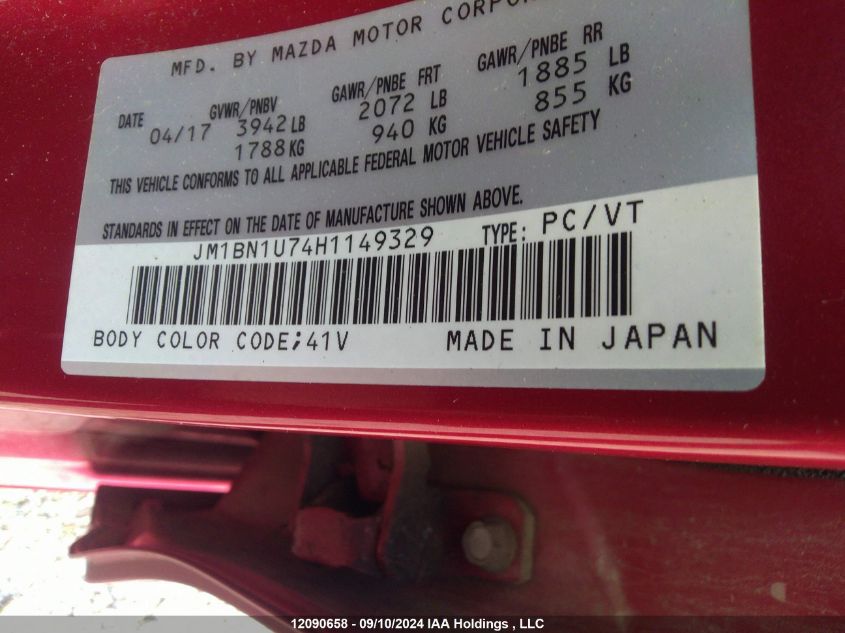 MFD. BY MAZDA MOTOR
DATE GVWR/PNBV GAWR/PNBE FRT GAWR/PNBE RR
04/17 3942LB 2072 LB 1885 LB
1788KG 940 KG 855 KG
THIS VEHICLE CONFORMS TO ALL APPLICABLE FEDERAL MOTOR VEHICLE SAFETY
STANDARDS IN EFFECT ON THE DATE OF MANUFACTURE SHOWN ABOVE.
JM1BN1U74H1149329 TYPE: PC/VT
BODY COLOR CODE;41V MADE IN JAPAN
12090658 - 09/10/2024 IAA Holdings , LLC